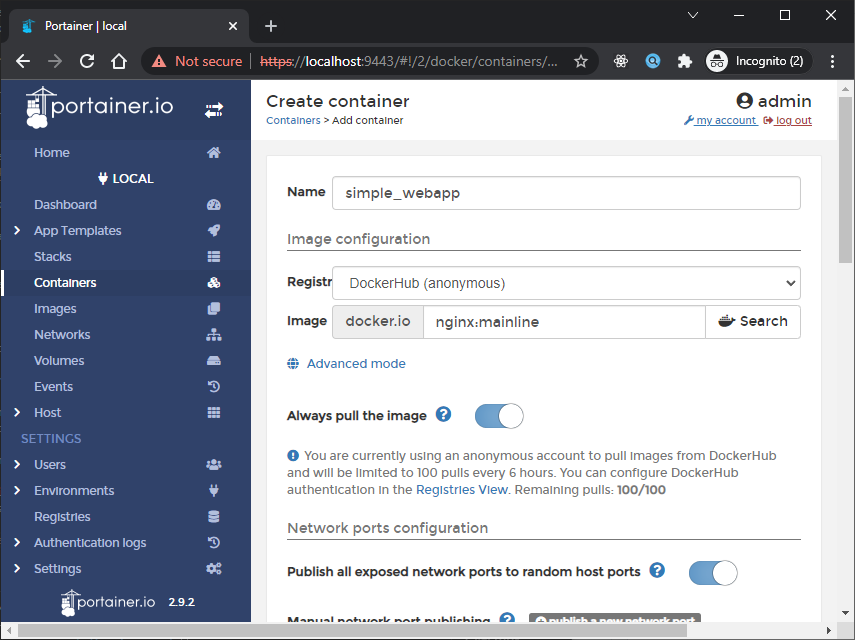 Portainer | local
Not secure https://localhost:9443/#!/2/docker/containers/... Incognito (2)
portainer.io
Home
LOCAL
Dashboard
App Templates
Stacks
Containers
Images
Networks
Volumes
Events
Host
SETTINGS
Users
Environments
Registries
Authentication logs
Settings
portainer.io 2.9.2
Create container
Containers > Add container
admin
my account log out
Name simple_webapp
Image configuration
Registr DockerHub (anonymous)
Image docker.io nginx:mainline Search
Advanced mode
Always pull the image
You are currently using an anonymous account to pull images from DockerHub
and will be limited to 100 pulls every 6 hours. You can configure DockerHub
authentication in the Registries View. Remaining pulls: 100/100
Network ports configuration
Publish all exposed network ports to random host ports
Manual network port publishing publish a new network port